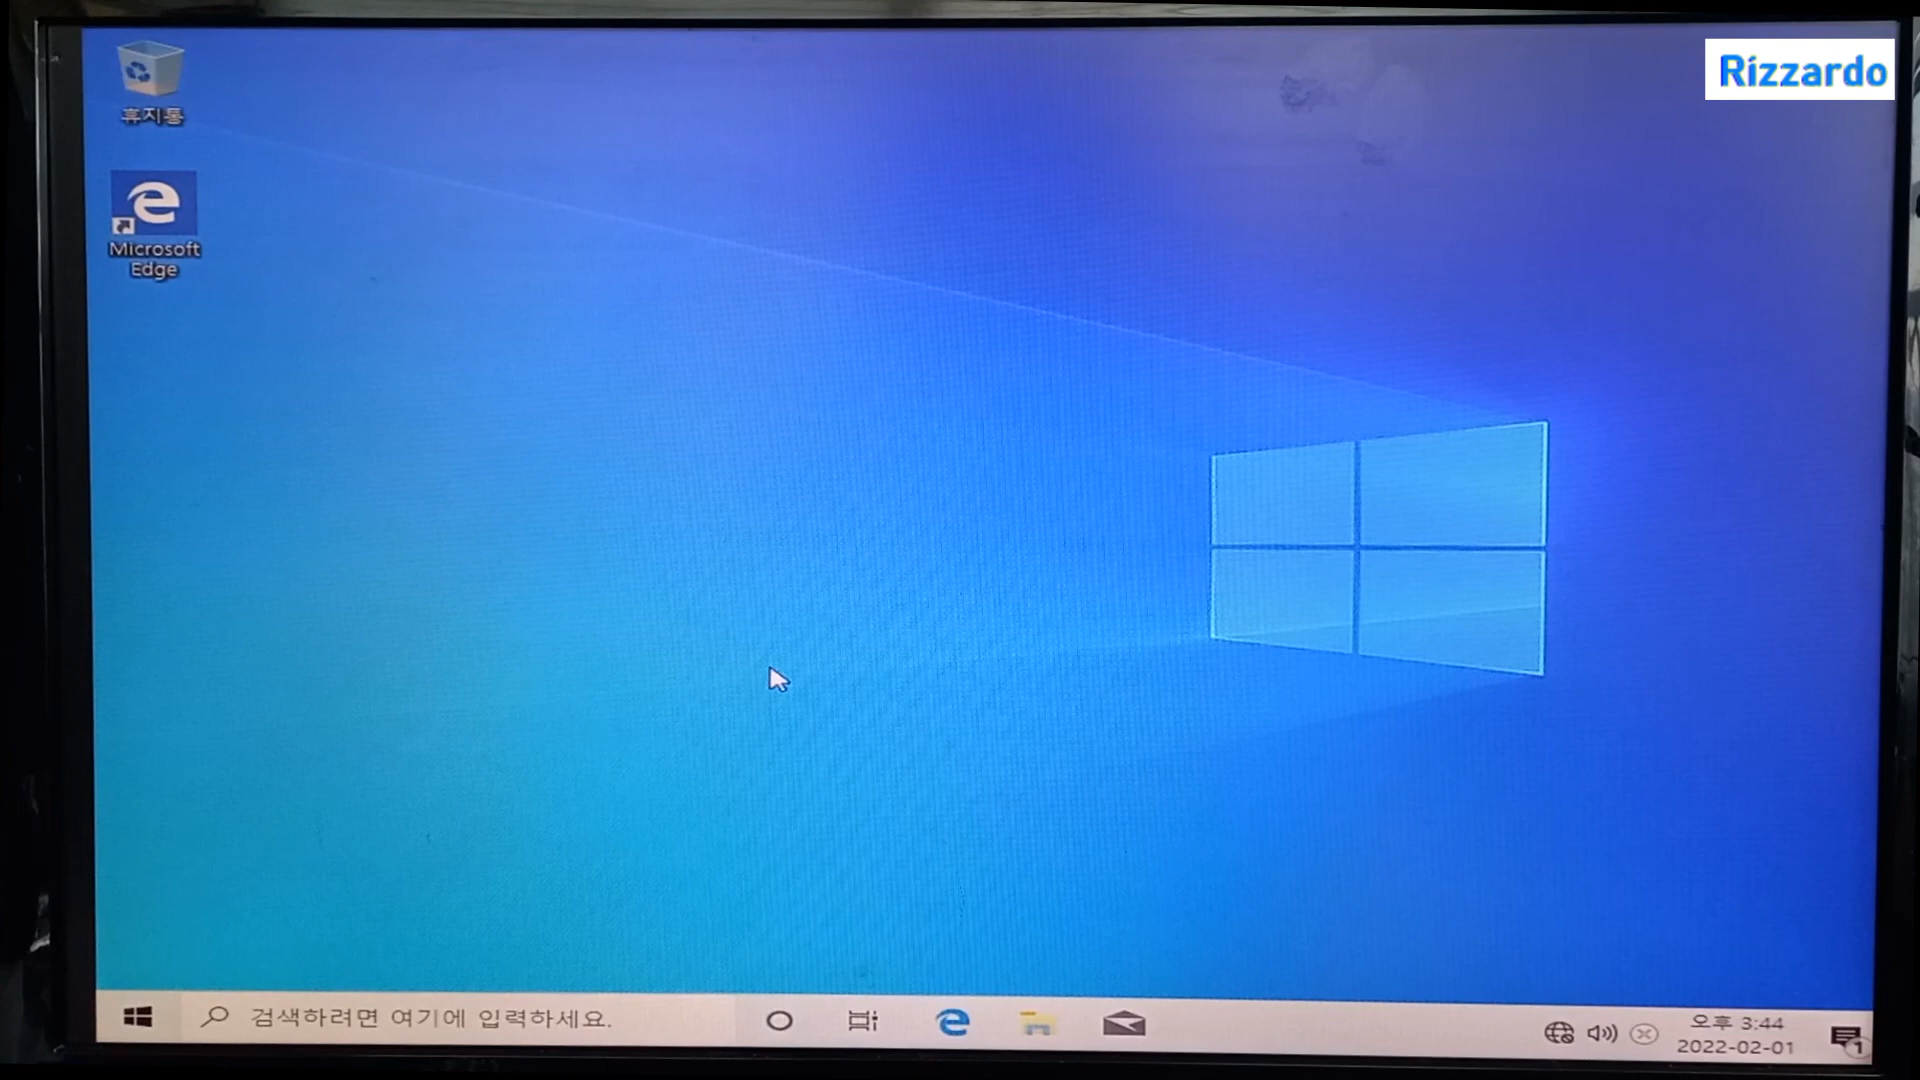 Rizzardo
휴지통
Microsoft
Edge
검색하려면 여기에 입력하세요.
오후 3:44
2022-02-01
1